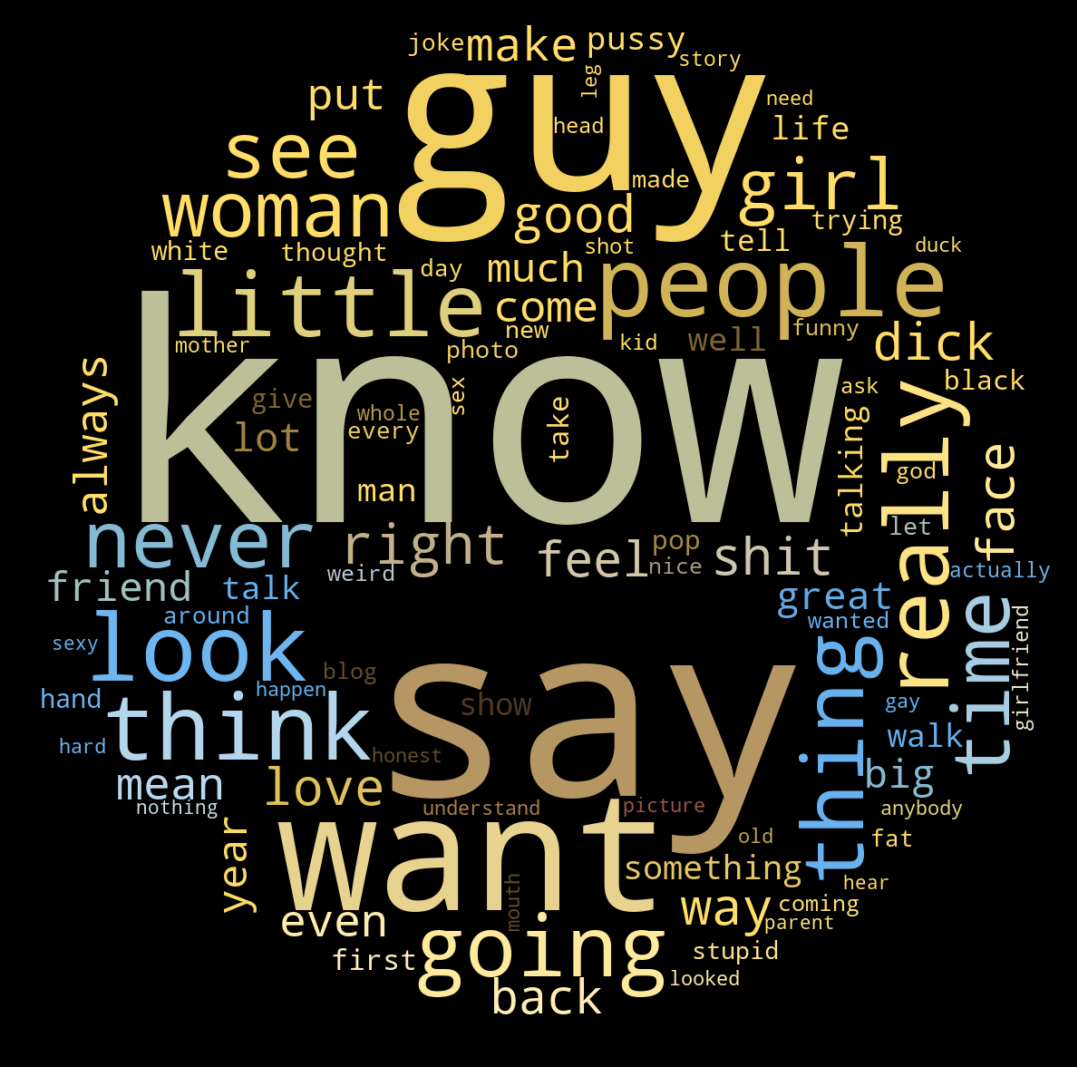 joke
make
pussy
story
guy
leg
put
need
head
life
see
made
girl
woman
good
trying
white
thought
shot
tell
duck
day
much
people
little
come
new
funny
mother
photo
kid
well
dick
know
always
sex
black
ask
give
whole
take
lot
every
talking
really
god
face
man
never
right
feel
pop
shit
let
weird
nice
actually
friend
talk
great
time
around
wanted
girlfriend
sexy
look
say
thing
blog
hand
happen
show
gay
think
walk
hard
honest
mean
love
big
nothing
understand
picture
anybody
year
want
old
fat
something
hear
mouth
way
coming
even
parent
going
first
stupid
looked
back